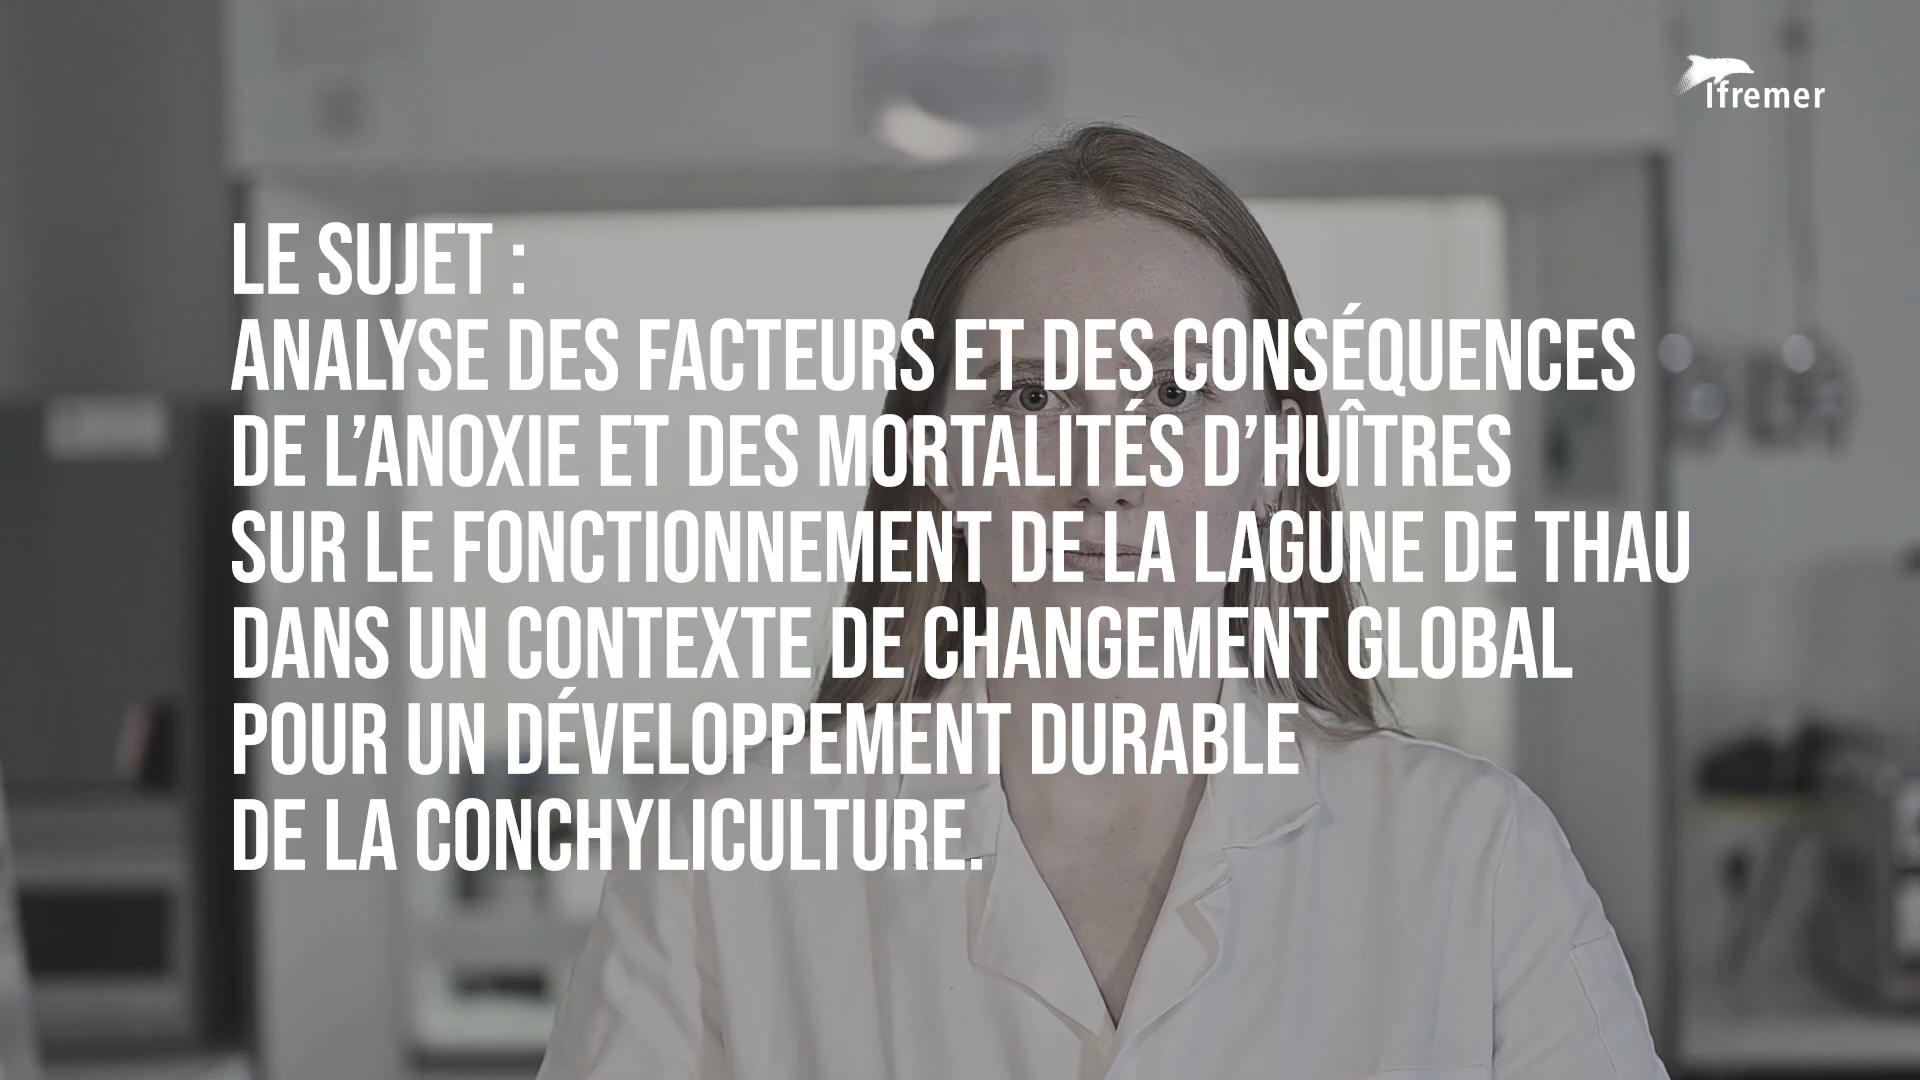 Ifremer
LE SUJET :
ANALYSE DES FACTEURS ET DES CONSÉQUENCES
DE L’ANOXIE ET DES MORTALITÉS D’HUÎTRES
SUR LE FONCTIONNEMENT DE LA LAGUNE DE THAU
DANS UN CONTEXTE DE CHANGEMENT GLOBAL
POUR UN DÉVELOPPEMENT DURABLE
DE LA CONCHYLICULTURE.